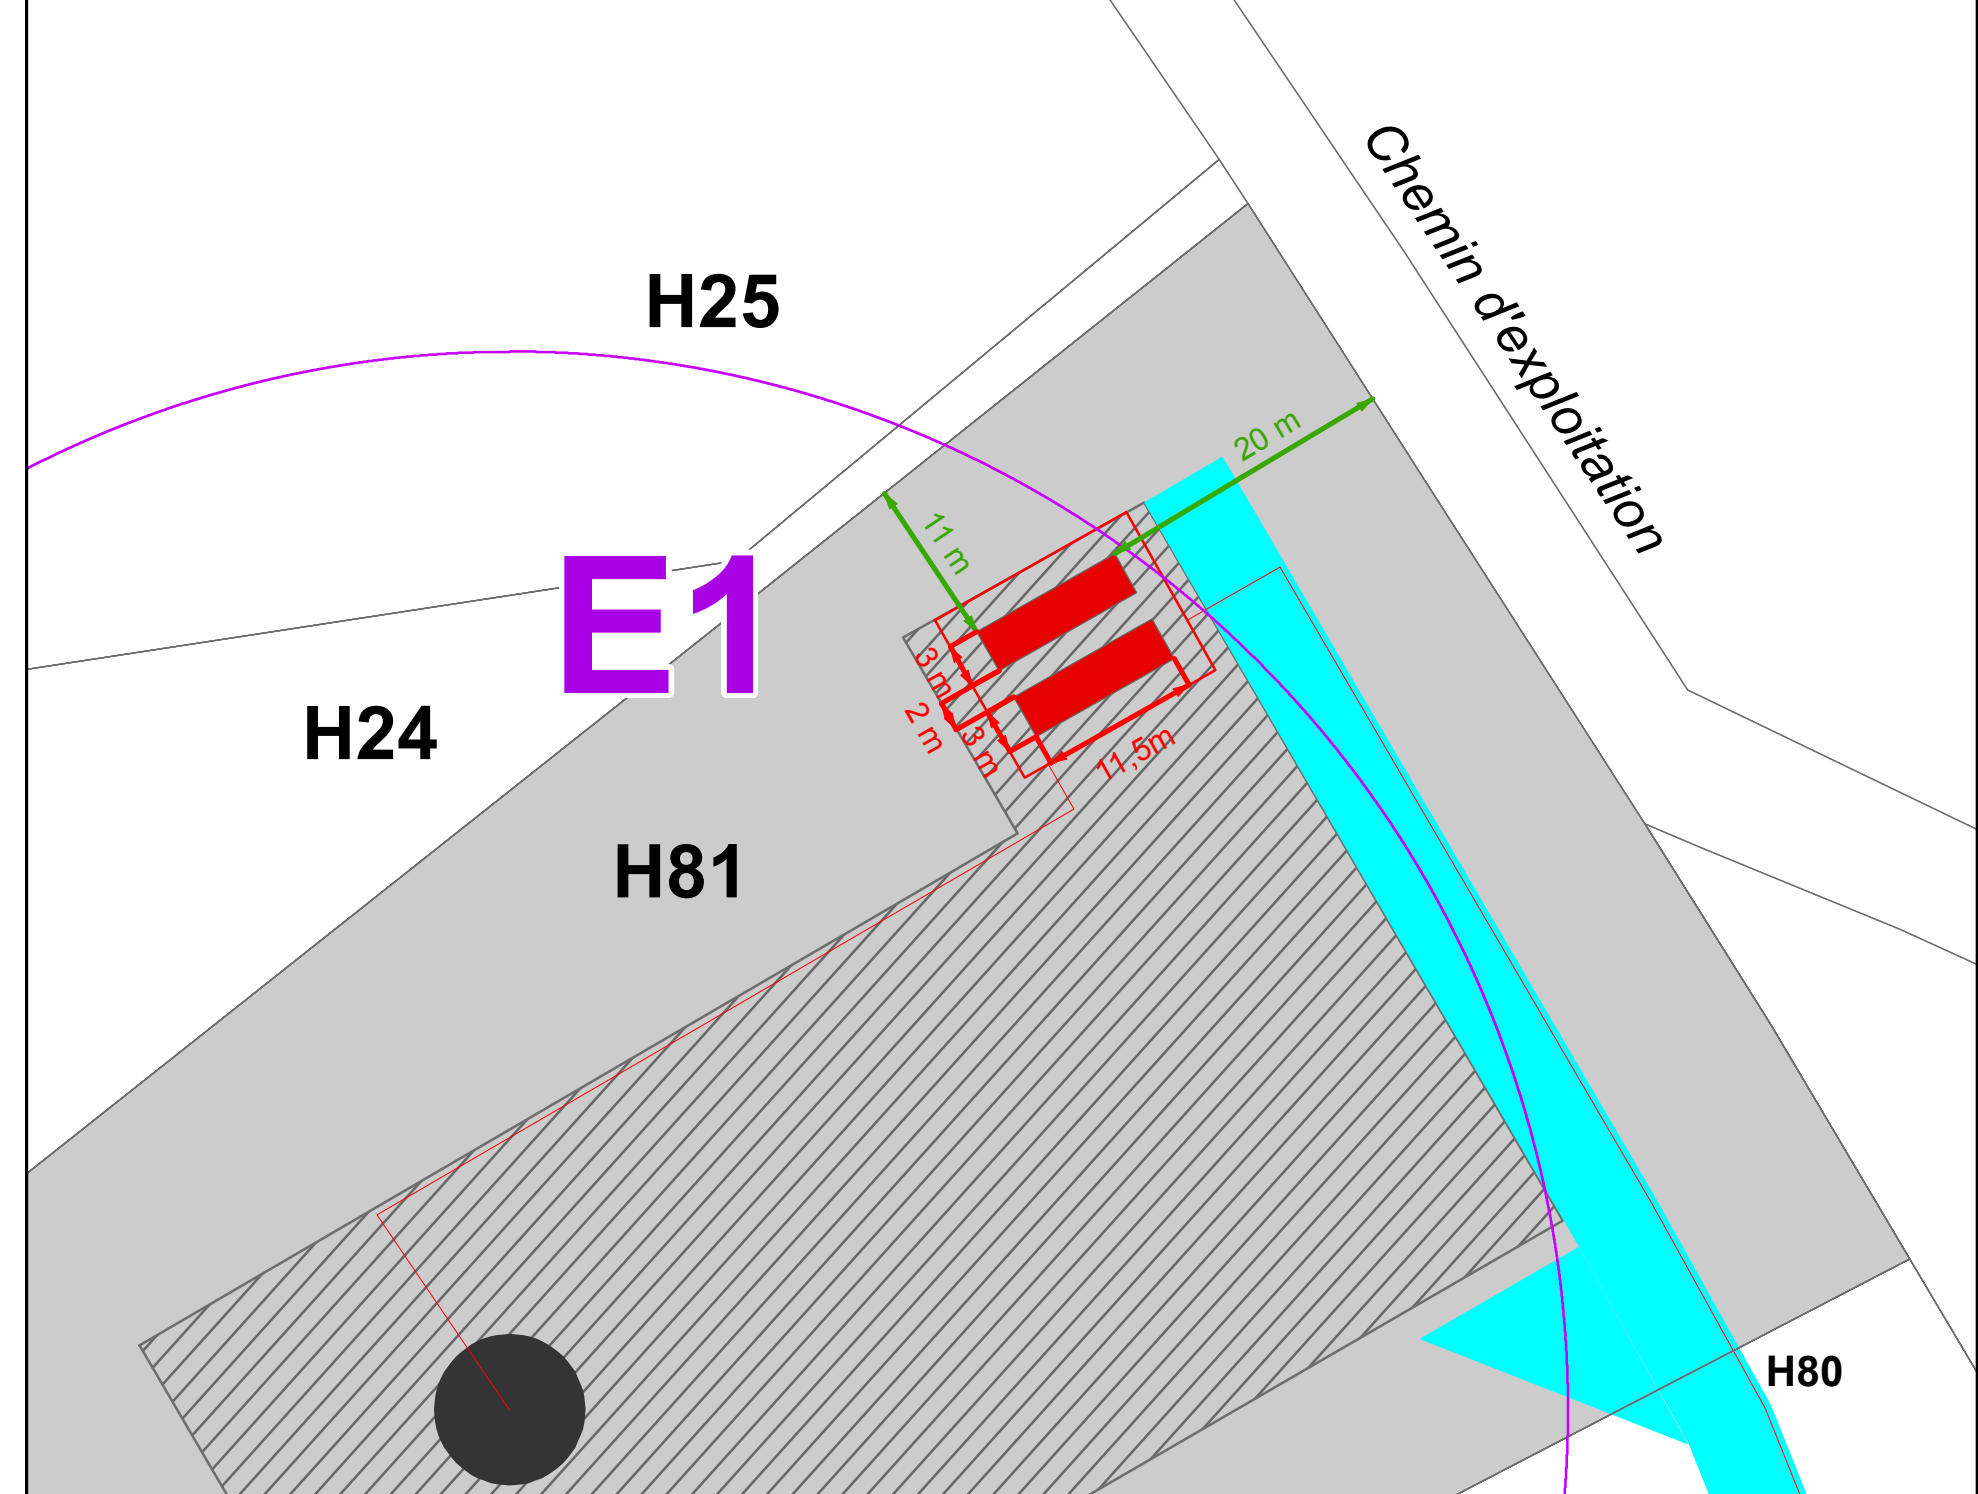 Chemin d'exploitation
H25
20 m
11 m
E1
3 m
H24
2 m
3 m
11,5m
H81
H80